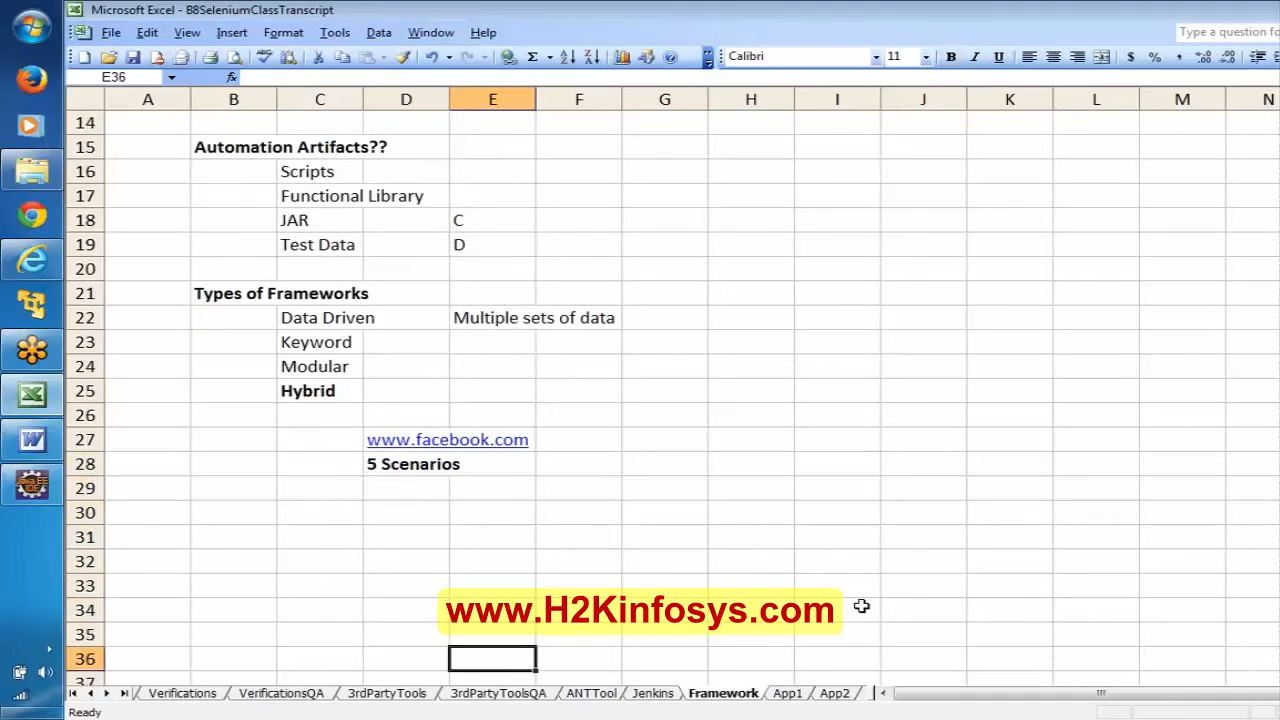 Microsoft Excel - B8SeleniumClassTranscript
File Edit View Insert Format Tools Data Window Help
Type a question fo
Calibri 11 B I U $ % ,
E36 fx
A B C D E F G H I J K L M N
14
15 Automation Artifacts??
16 Scripts
17 Functional Library
18 JAR C
19 Test Data D
20
21 Types of Frameworks
22 Data Driven Multiple sets of data
23 Keyword
24 Modular
25 Hybrid
26
27 www.facebook.com
28 5 Scenarios
29
30
31
32
33
34
www.H2Kinfosys.com
35
36
37
Verifications VerificationsQA 3rdPartyTools 3rdPartyToolsQA ANTTool Jenkins Framework App1 App2
Ready